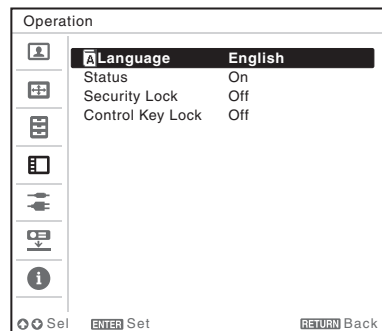 Operation
A Language English
Status On
Security Lock Off
Control Key Lock Off
i
Sel ENTER Set RETURN Back